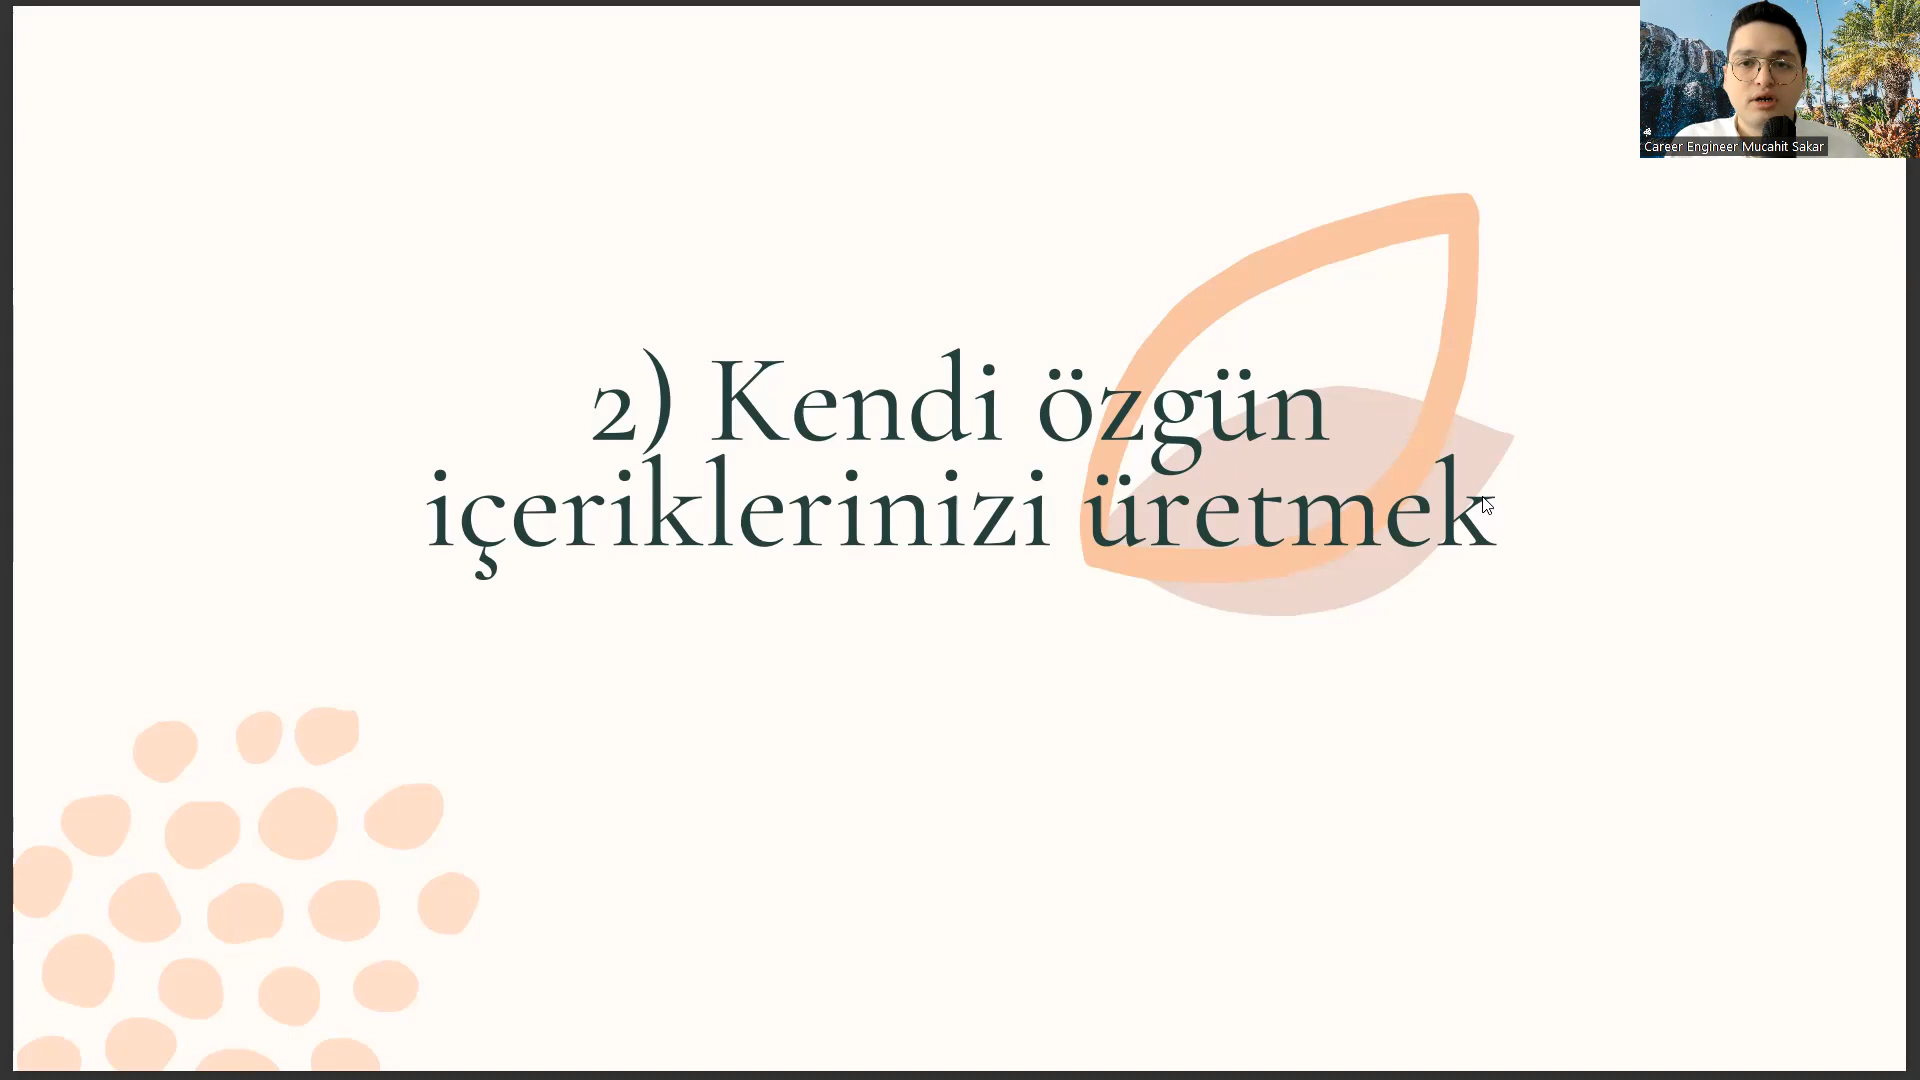 Career Engineer Mucahit Sakar
2) Kendi özgün
içeriklerinizi üretmek